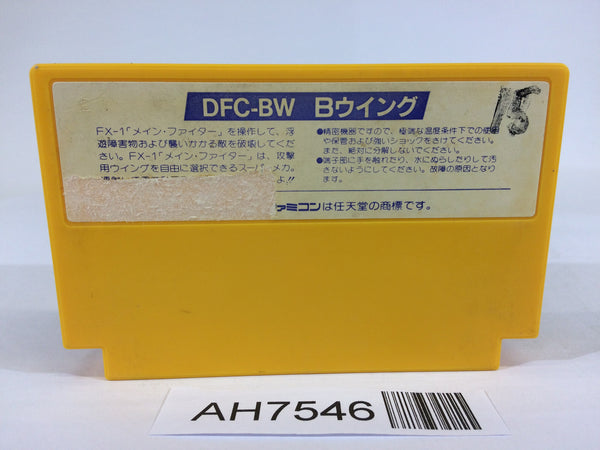 DFC-BW Bウイング
15
FX-1「メイン・ファイター」を操作して、浮
遊障害物および襲いかかる敵を破壊してくだ
さい。FX-1「メイン・ファイター」は、攻撃
用ウイングを自由に選択できるスーパーメカ。
よ!!
●精密機器ですので、極端な温度条件下での使用
や保管および強いショックをさけてください。
また、絶対に分解しないでください。
●端子部に手を触れたり、水にぬらしたりして汚
さないようにしてください。故障の原因となり
ます。
ファミコンは任天堂の商標です。
AH7546